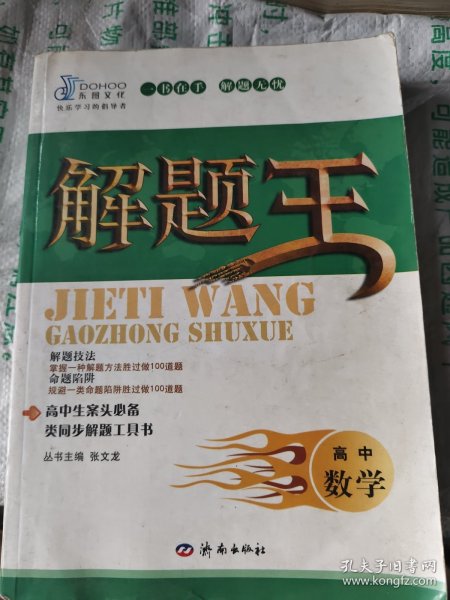 DOHOO
东图文化
快乐学习的倡导者
一书在手 解题无忧
解题王
JIETI WANG
GAOZHONG SHUXUE
解题技法
掌握一种解题方法胜过做100道题
命题陷阱
规避一类命题陷阱胜过做100道题
高中生案头必备
类同步解题工具书
丛书主编 张文龙
高中
数学
济南出版社
孔夫子旧书网
www.kongfz.com